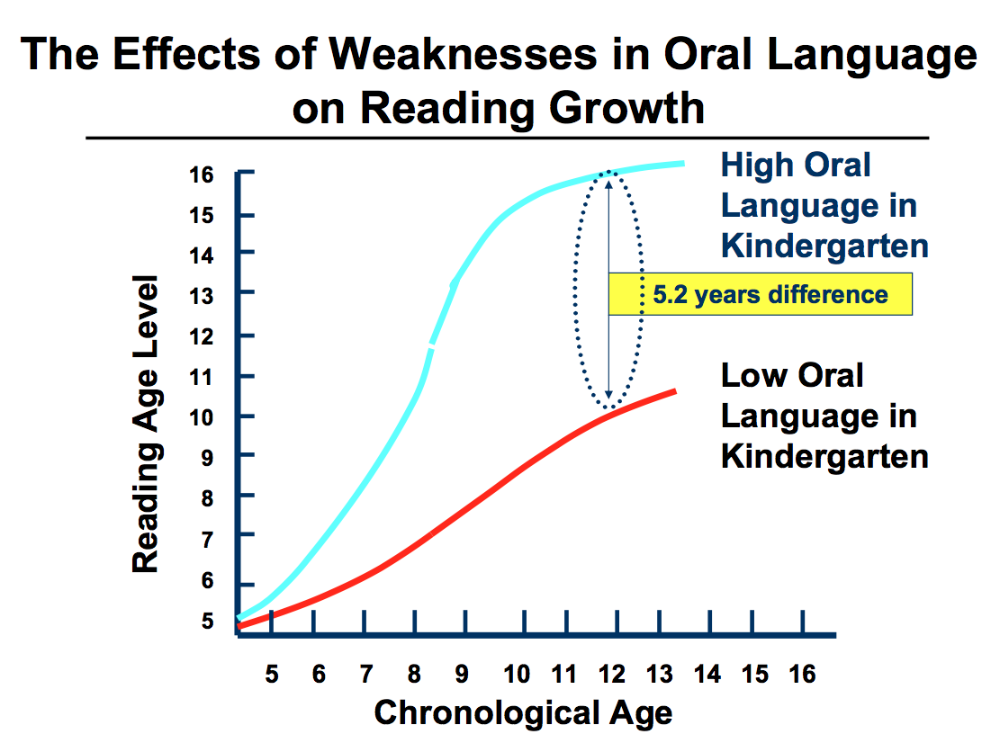 The Effects of Weaknesses in Oral Language
on Reading Growth
16
15
14
13
12
11
10
9
8
7
6
5
Reading Age Level
High Oral
Language in
Kindergarten
5.2 years difference
Low Oral
Language in
Kindergarten
5 6 7 8 9 10 11 12 13 14 15 16
Chronological Age